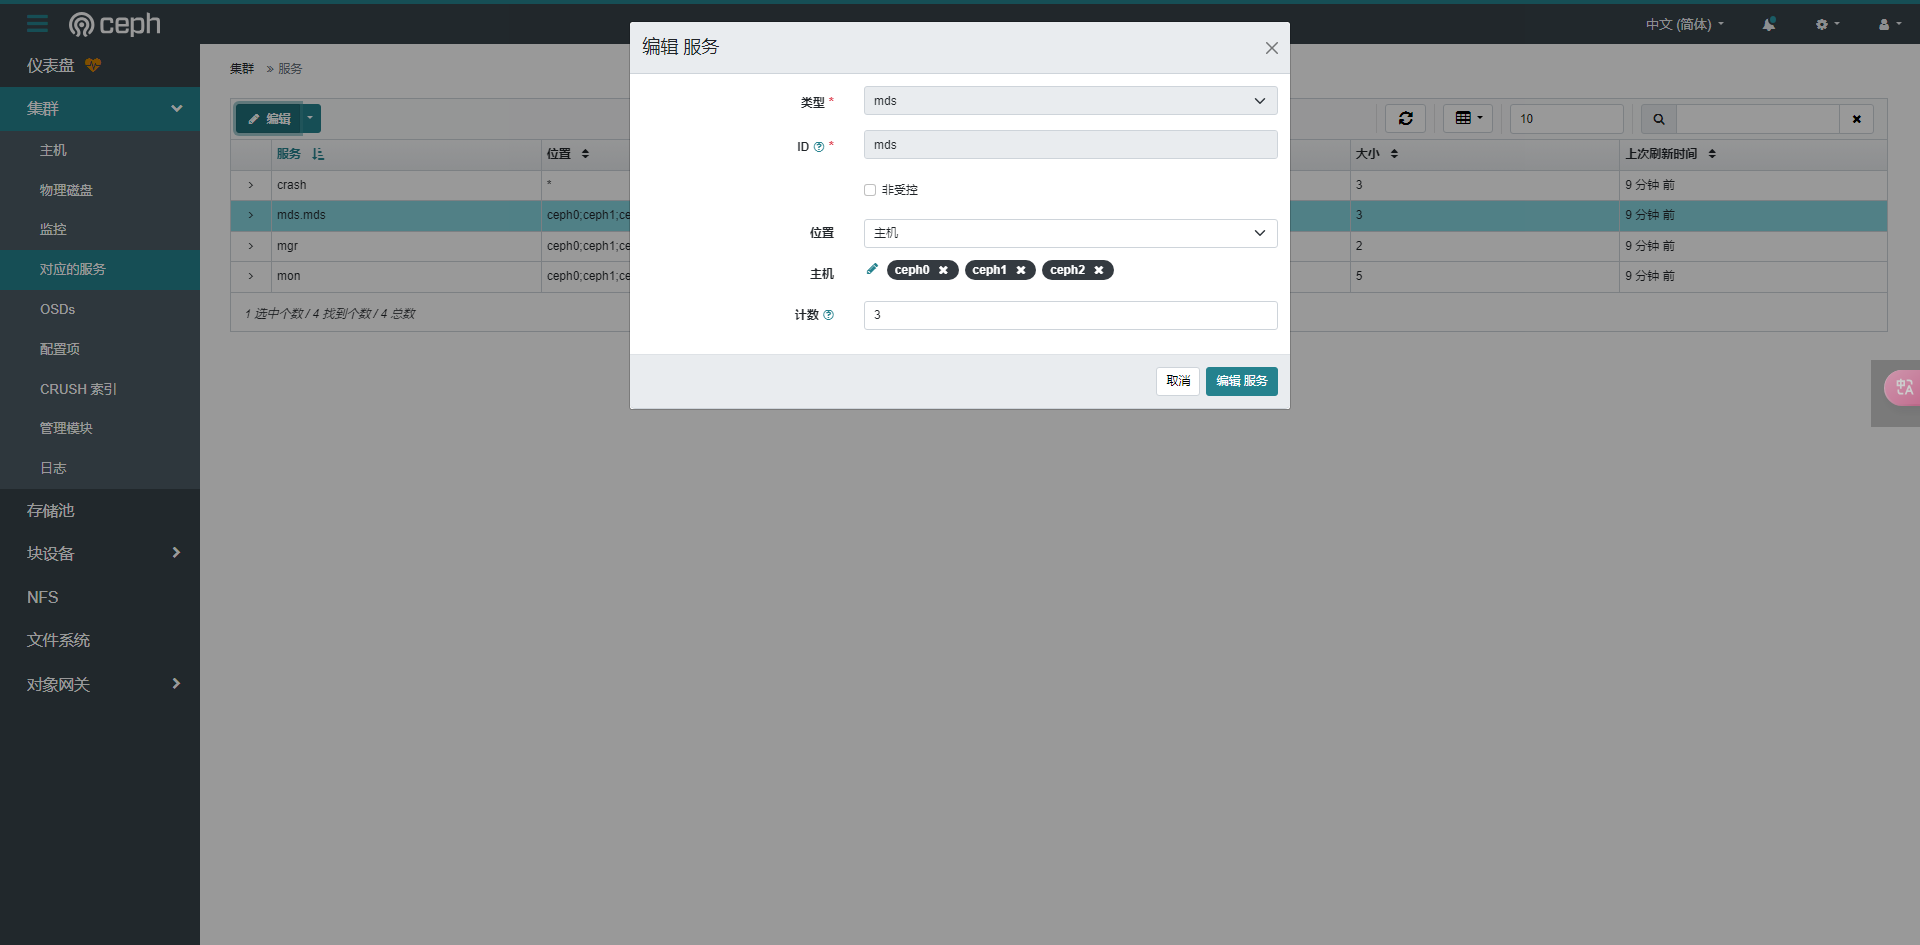 ceph
中文 (简体)
仪表盘
集群
主机
物理磁盘
监控
对应的服务
OSDs
配置项
CRUSH 索引
管理模块
日志
存储池
块设备
NFS
文件系统
对象网关
集群 » 服务
编辑
10
服务 位置 大小 上次刷新时间
crash * 3 9 分钟 前
mds.mds ceph0;ceph1;ce 3 9 分钟 前
mgr ceph0;ceph1;ce 2 9 分钟 前
mon ceph0;ceph1;ce 5 9 分钟 前
1 选中个数 / 4 找到个数 / 4 总数
编辑 服务
类型 * mds
ID * mds
非受控
位置 主机
主机 ceph0 ceph1 ceph2
计数 3
取消 编辑 服务
中A